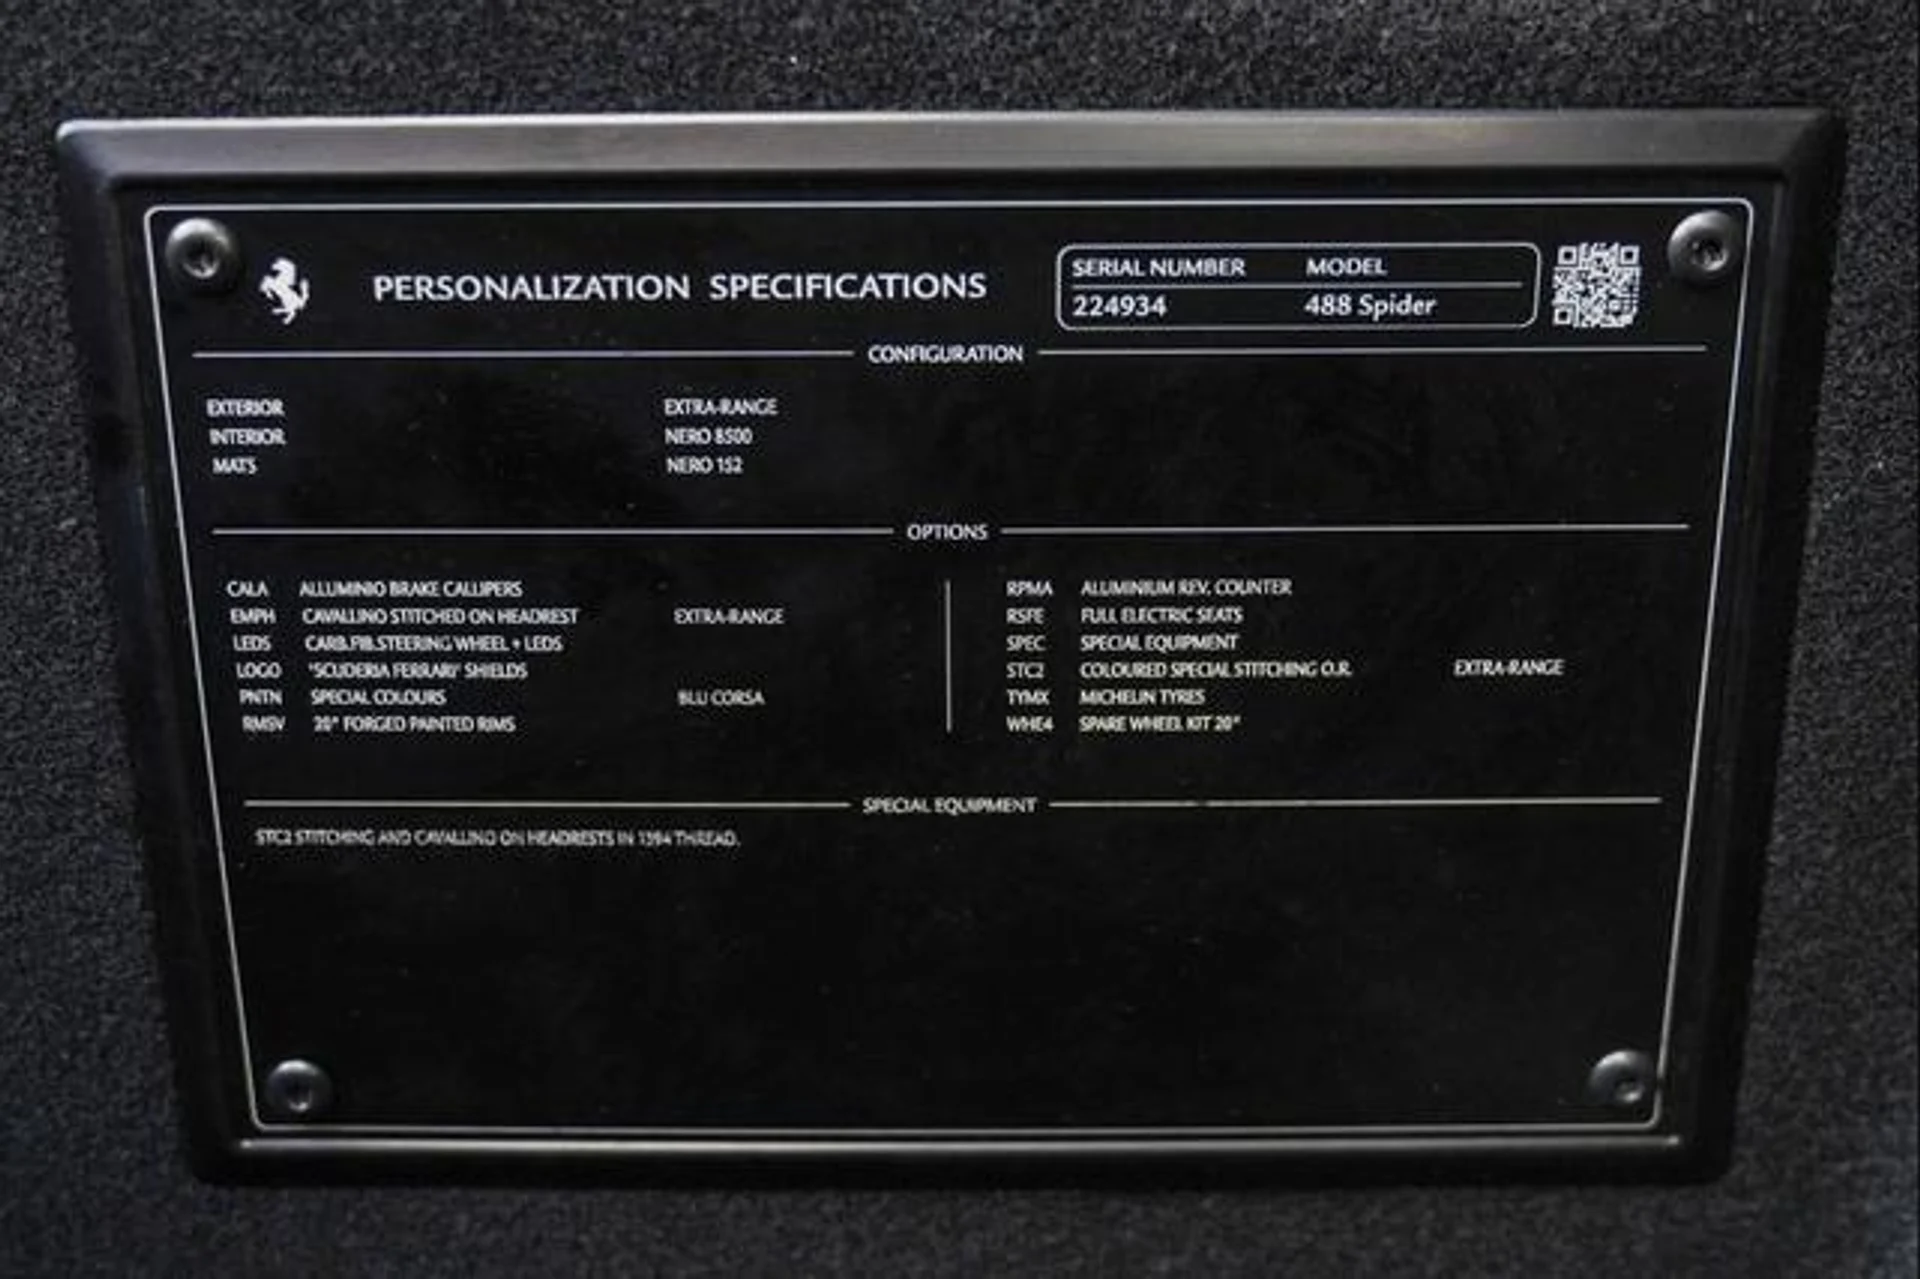 PERSONALIZATION SPECIFICATIONS
SERIAL NUMBER MODEL
224934 488 Spider
CONFIGURATION
EXTERIOR EXTRA-RANGE
INTERIOR NERO 8500
MATS NERO 152
OPTIONS
CALA ALLUMINIO BRAKE CALLIPERS
EMPH CAVALLINO STITCHED ON HEADREST EXTRA-RANGE
LEDS CARB.FIB.STEERING WHEEL + LEDS
LOGO "SCUDERIA FERRARI" SHIELDS
PNTN SPECIAL COLOURS BLU CORSA
RMSV 20" FORGED PAINTED RIMS
RPMA ALUMINIUM REV. COUNTER
RSFE FULL ELECTRIC SEATS
SPEC SPECIAL EQUIPMENT
STC2 COLOURED SPECIAL STITCHING O.R. EXTRA-RANGE
TYMX MICHELIN TYRES
WHE4 SPARE WHEEL KIT 20"
SPECIAL EQUIPMENT
STC2 STITCHING AND CAVALLINO ON HEADRESTS IN 1394 THREAD.